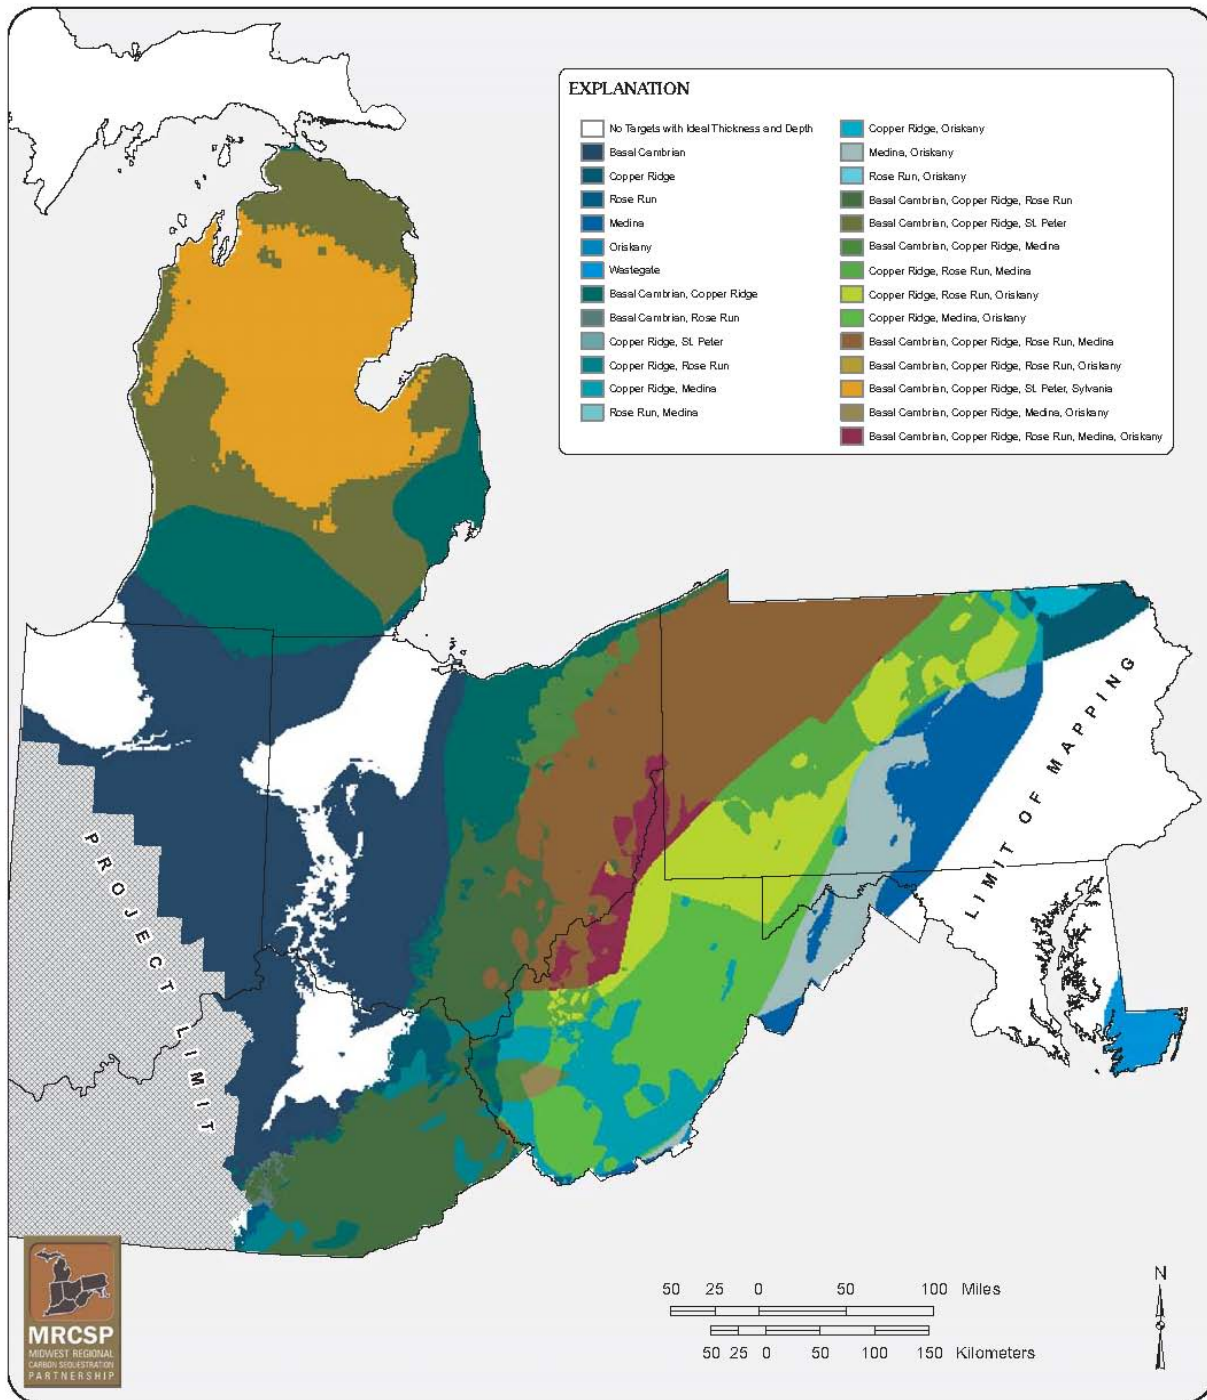 EXPLANATION
No Targets with Ideal Thickness and Depth
Basal Cambrian
Copper Ridge
Rose Run
Medina
Oriskany
Wastegate
Basal Cambrian, Copper Ridge
Basal Cambrian, Rose Run
Copper Ridge, St. Peter
Copper Ridge, Rose Run
Copper Ridge, Medina
Rose Run, Medina
Copper Ridge, Oriskany
Medina, Oriskany
Rose Run, Oriskany
Basal Cambrian, Copper Ridge, Rose Run
Basal Cambrian, Copper Ridge, St. Peter
Basal Cambrian, Copper Ridge, Medina
Copper Ridge, Rose Run, Medina
Copper Ridge, Rose Run, Oriskany
Copper Ridge, Medina, Oriskany
Basal Cambrian, Copper Ridge, Rose Run, Medina
Basal Cambrian, Copper Ridge, Rose Run, Oriskany
Basal Cambrian, Copper Ridge, St. Peter, Sylvania
Basal Cambrian, Copper Ridge, Medina, Oriskany
Basal Cambrian, Copper Ridge, Rose Run, Medina, Oriskany
LIMIT OF MAPPING
PROJECT LIMIT
MRCSP
MIDWEST REGIONAL
CARBON SEQUESTRATION
PARTNERSHIP
50 25 0 50 100 Miles
50 25 0 50 100 150 Kilometers
N